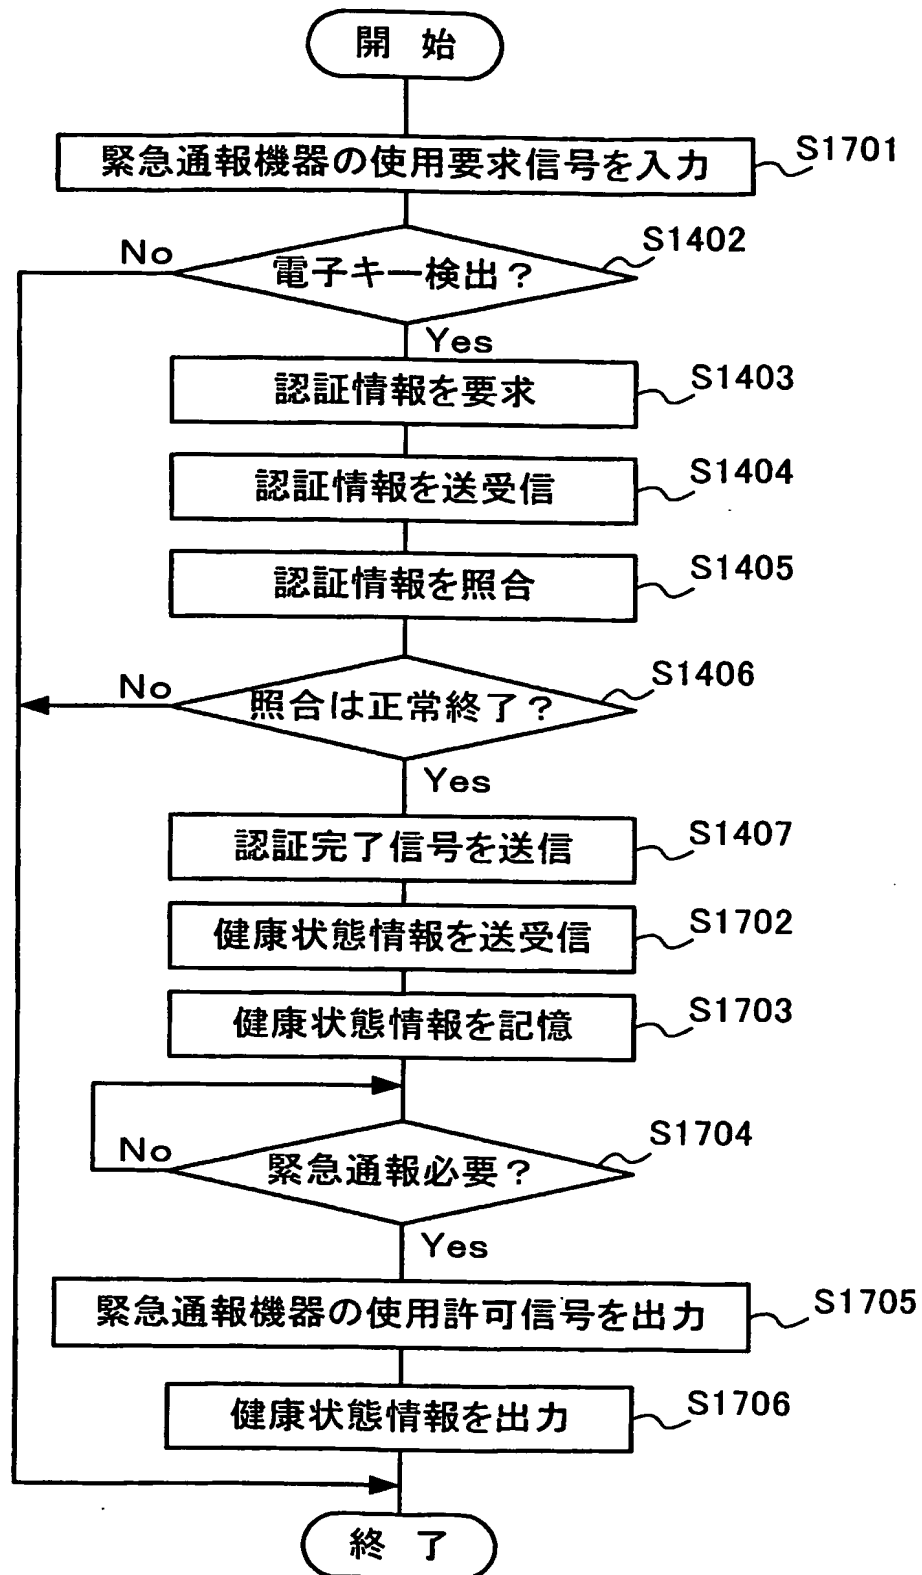 開始
緊急通報機器の使用要求信号を入力
S1701
電子キー検出？
S1402
No
Yes
認証情報を要求
S1403
認証情報を送受信
S1404
認証情報を照合
S1405
照合は正常終了？
S1406
No
Yes
認証完了信号を送信
S1407
健康状態情報を送受信
S1702
健康状態情報を記憶
S1703
緊急通報必要？
S1704
No
Yes
緊急通報機器の使用許可信号を出力
S1705
健康状態情報を出力
S1706
終了